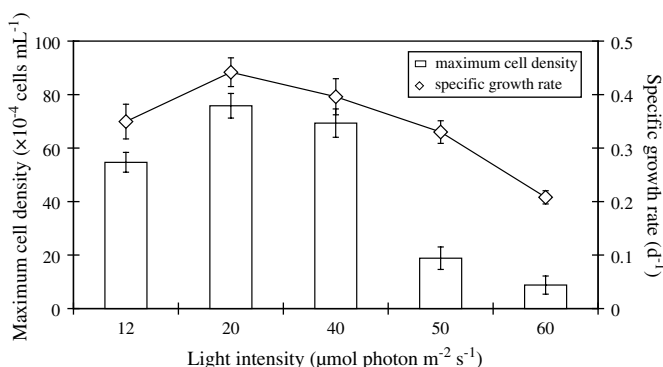 Maximum cell density (×10⁻⁴ cells mL⁻¹)
100
80
60
40
20
0
maximum cell density
specific growth rate
0.5
0.4
0.3
0.2
0.1
0
Specific growth rate
(d⁻¹)
12 20 40 50 60
Light intensity (μmol photon m⁻² s⁻¹)